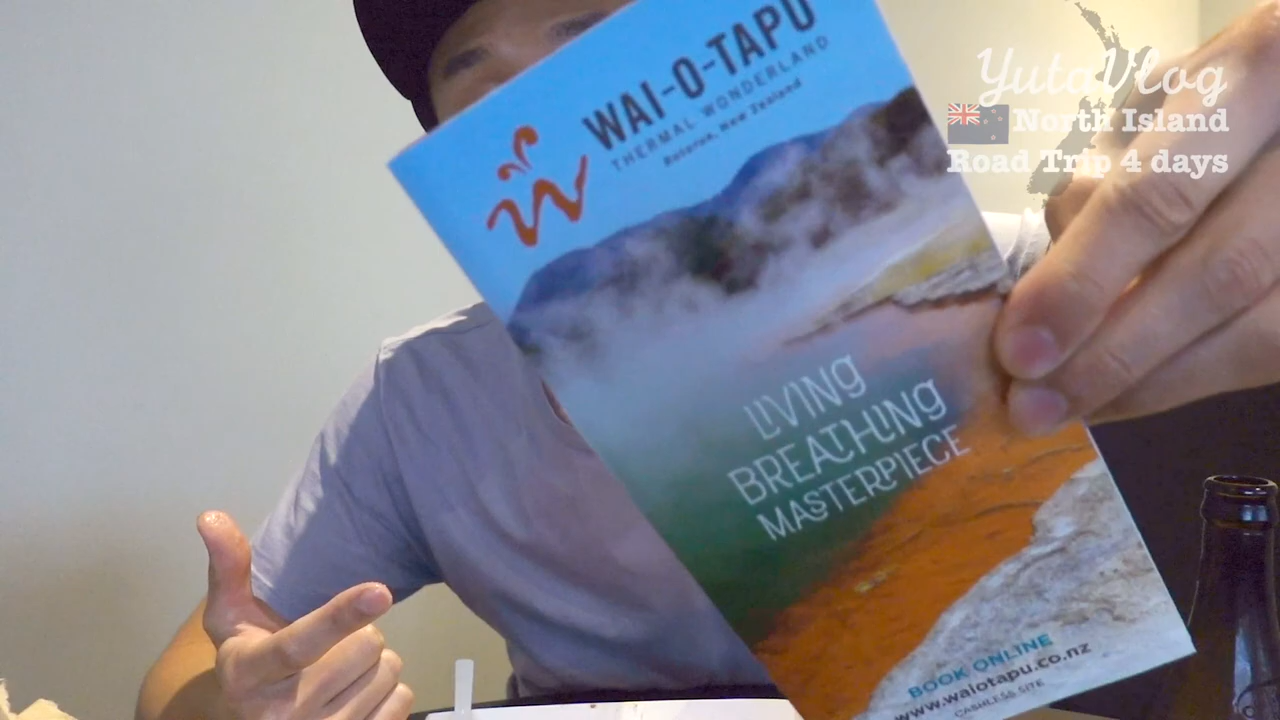 WAI-O-TAPU
THERMAL WONDERLAND
Rotorua, New Zealand
LIVING
BREATHING
MASTERPIECE
BOOK ONLINE
www.waiotapu.co.nz
CASHLESS SITE
YutaVlog
North Island
Road Trip 4 days